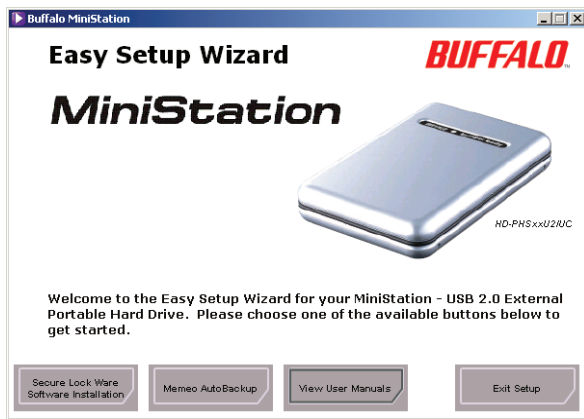 Buffalo MiniStation
Easy Setup Wizard
BUFFALO
MiniStation
HD-PHSxxU2/UC
Welcome to the Easy Setup Wizard for your MiniStation - USB 2.0 External
Portable Hard Drive. Please choose one of the available buttons below to
get started.
Secure Lock Ware
Software Installation
Memeo AutoBackup
View User Manuals
Exit Setup